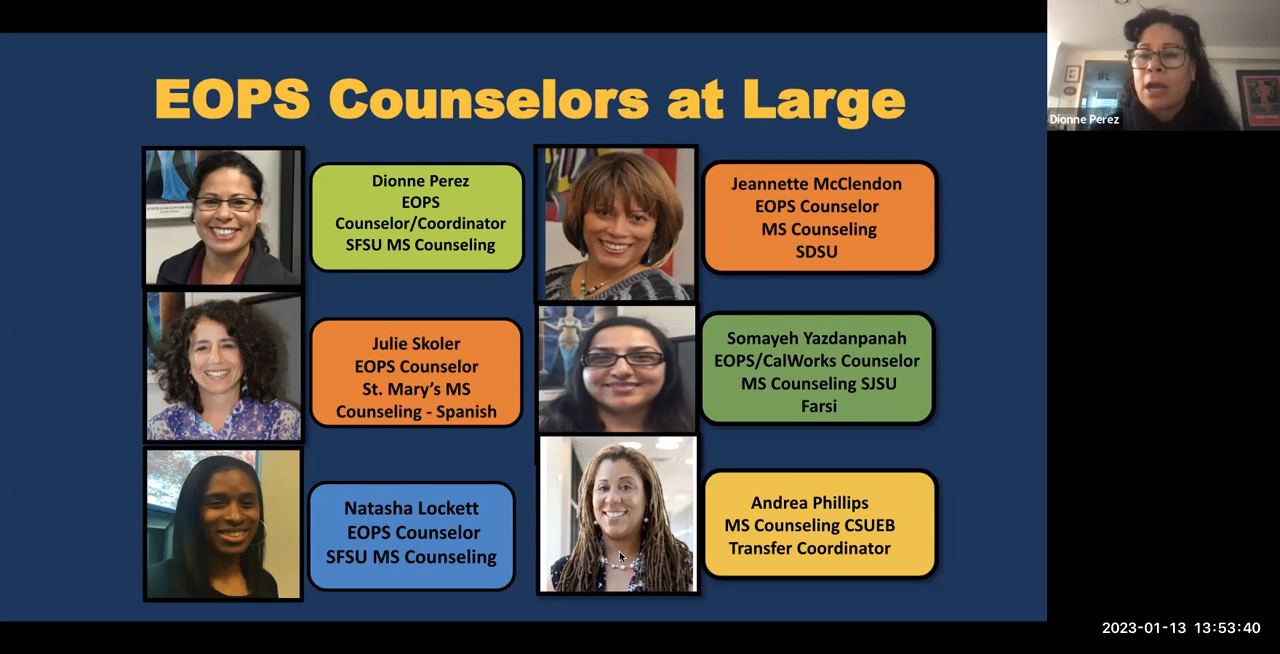 EOPS Counselors at Large
Dionne Perez
EOPS
Counselor/Coordinator
SFSU MS Counseling
Jeannette McClendon
EOPS Counselor
MS Counseling
SDSU
Julie Skoler
EOPS Counselor
St. Mary’s MS
Counseling - Spanish
Somayeh Yazdanpanah
EOPS/CalWorks Counselor
MS Counseling SJSU
Farsi
Natasha Lockett
EOPS Counselor
SFSU MS Counseling
Andrea Phillips
MS Counseling CSUEB
Transfer Coordinator
Dionne Perez
2023-01-13 13:53:40